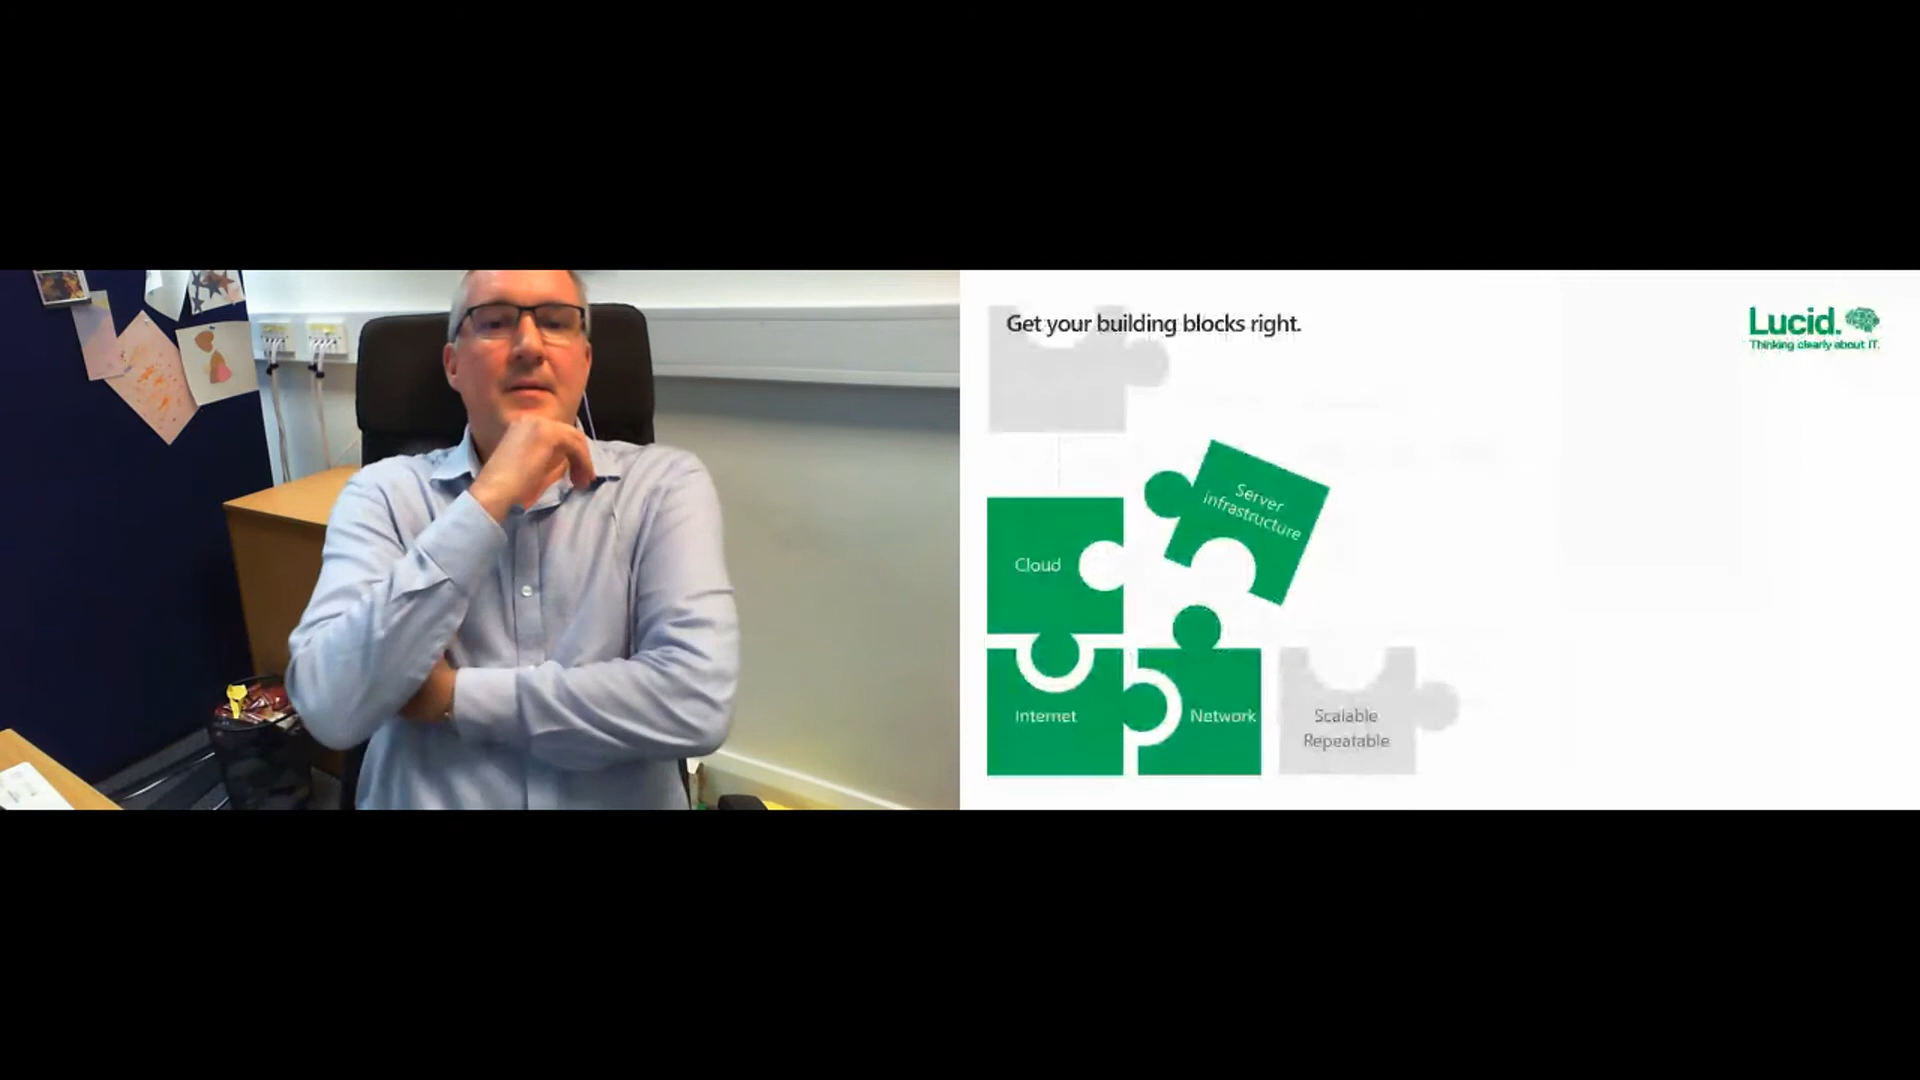 Get your building blocks right.
Lucid.
Thinking clearly about IT.
Server
infrastructure
Cloud
Internet
Network
Scalable
Repeatable